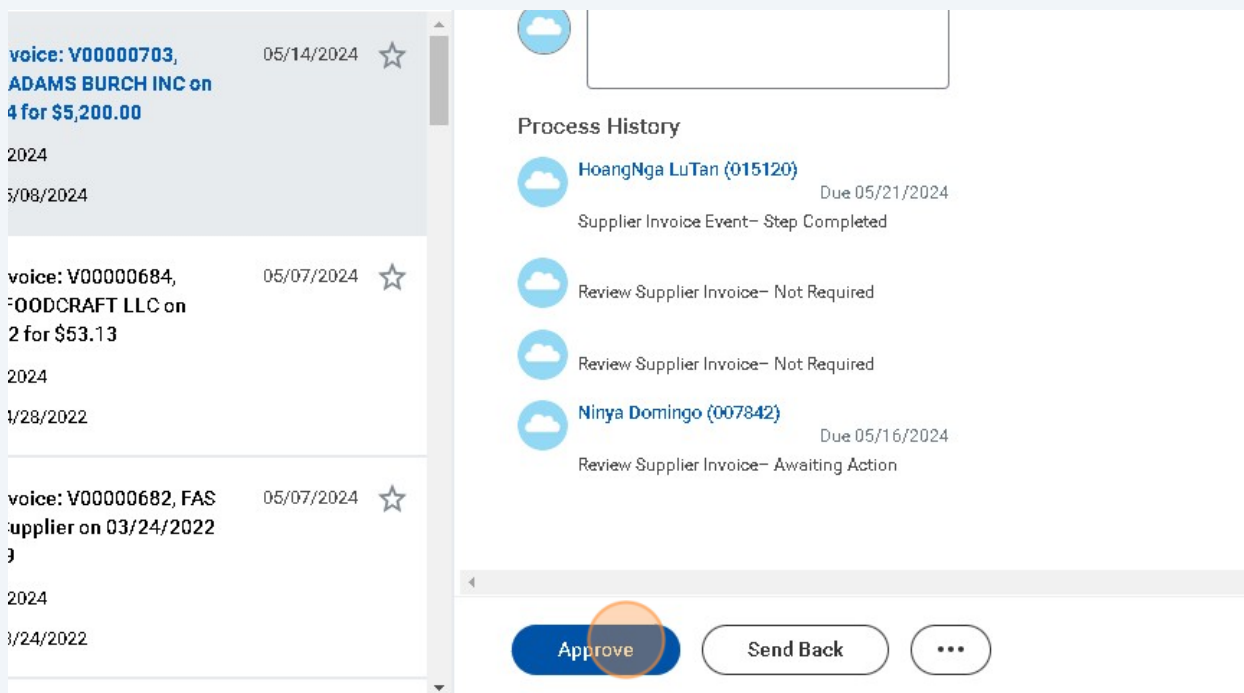 voice: V00000703,
05/14/2024
ADAMS BURCH INC on
4 for $5,200.00
2024
5/08/2024
voice: V00000684,
05/07/2024
FOODCRAFT LLC on
2 for $53.13
2024
4/28/2022
voice: V00000682, FAS
05/07/2024
upplier on 03/24/2022
9
2024
3/24/2022
Process History
HoangNga LuTan (015120)
Due 05/21/2024
Supplier Invoice Event– Step Completed
Review Supplier Invoice– Not Required
Review Supplier Invoice– Not Required
Ninya Domingo (007842)
Due 05/16/2024
Review Supplier Invoice– Awaiting Action
Approve
Send Back